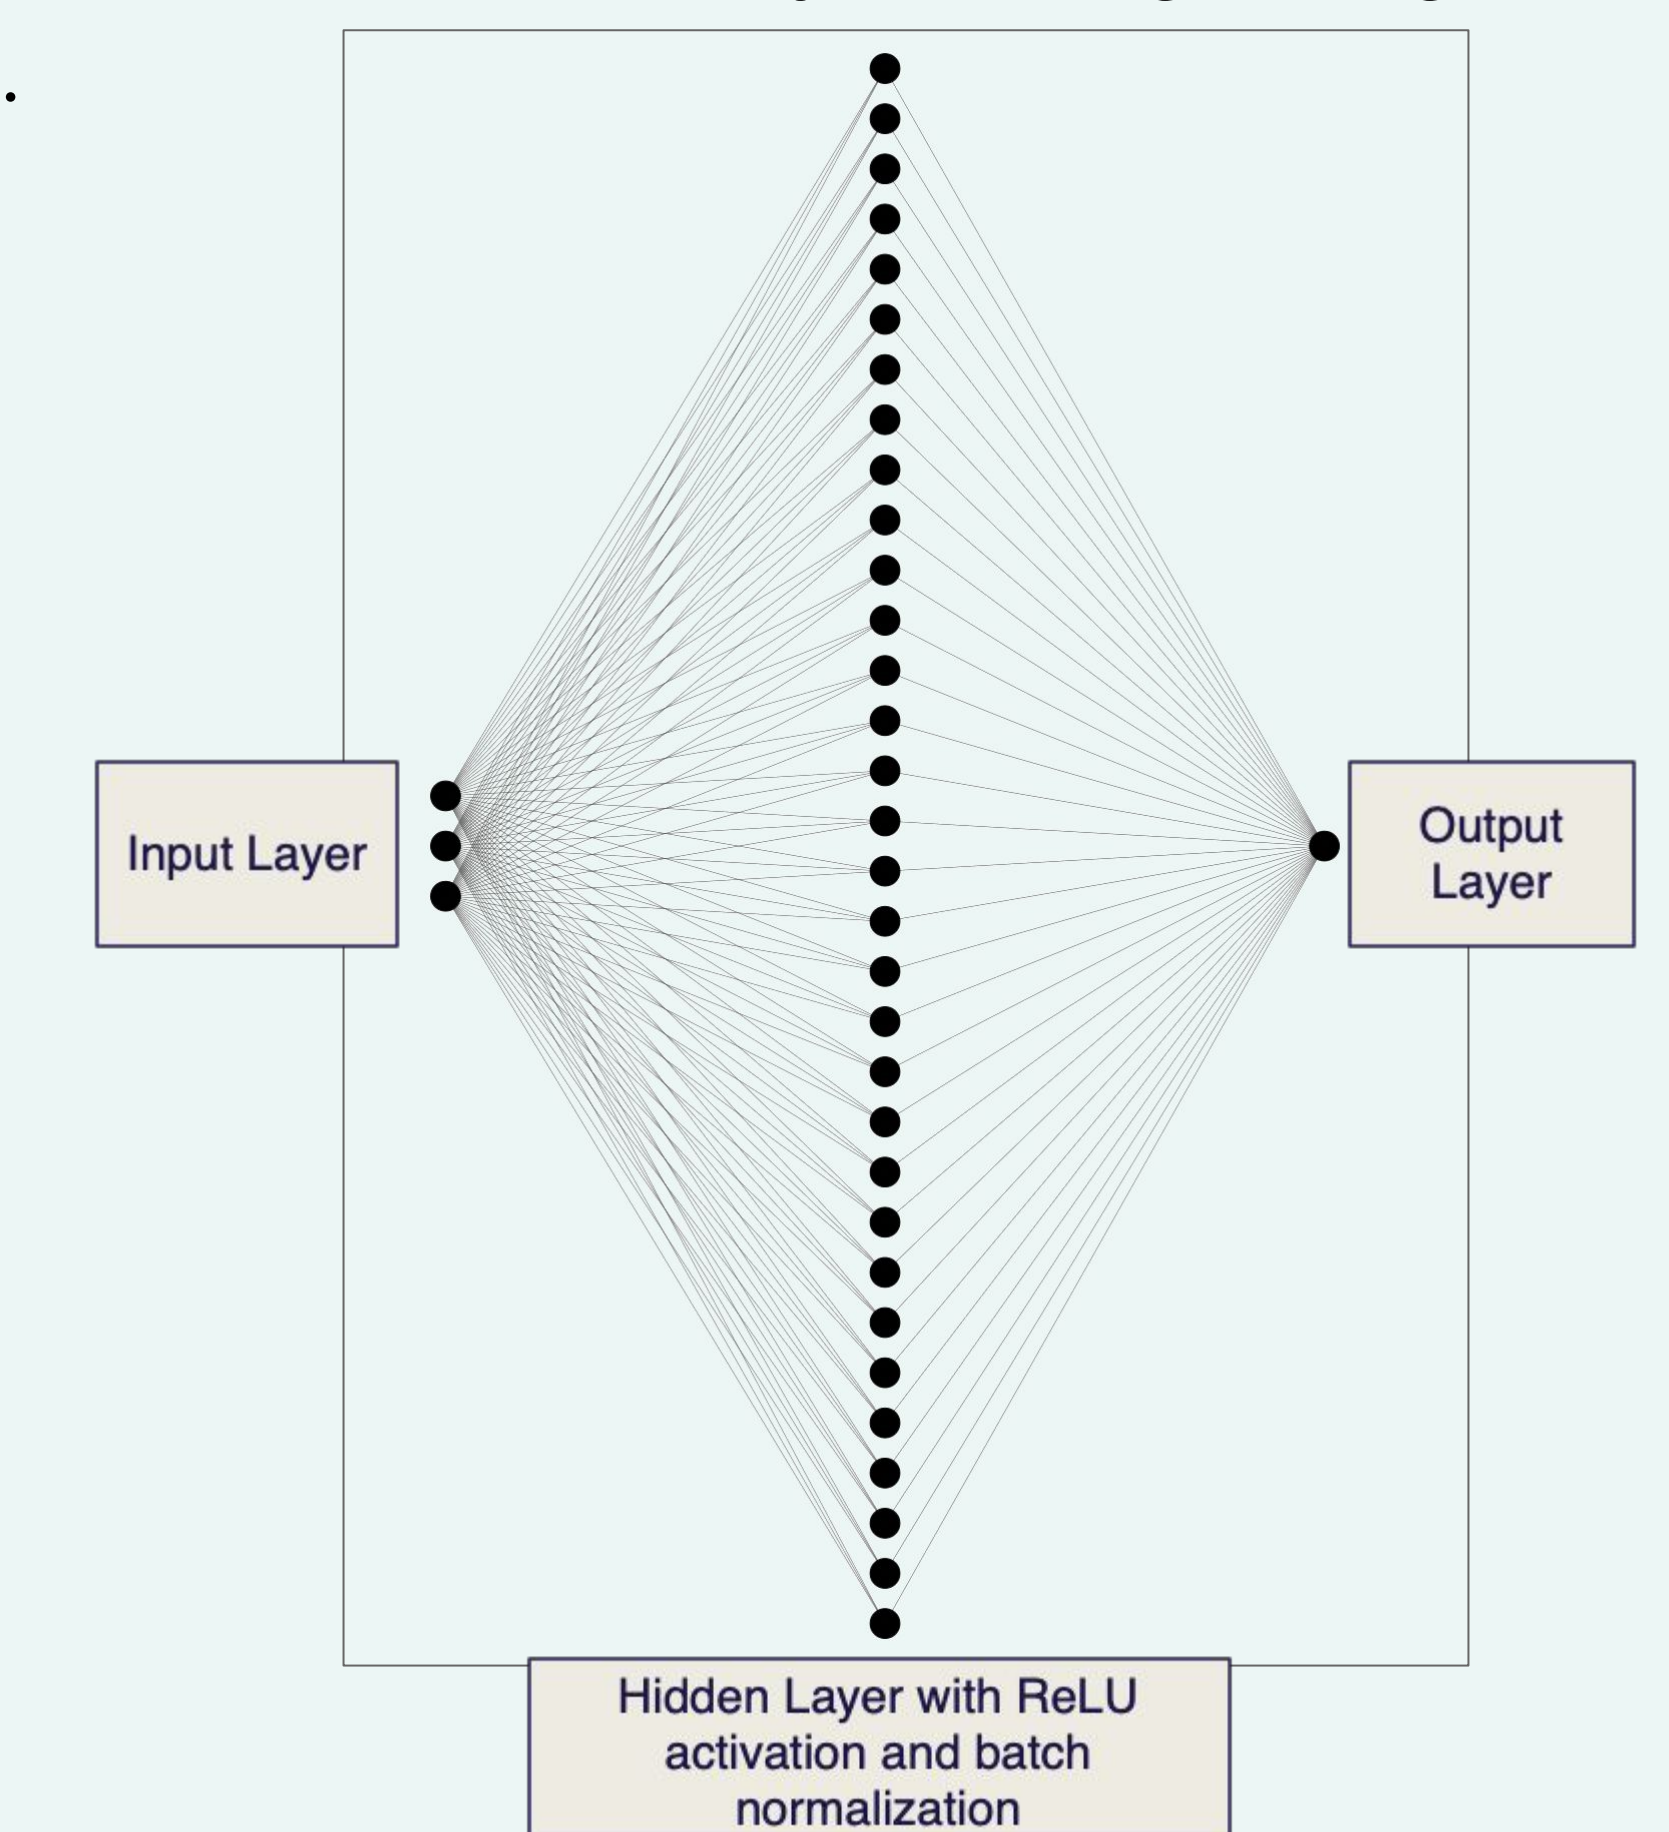 Input Layer
Output
Layer
Hidden Layer with ReLU
activation and batch
normalization